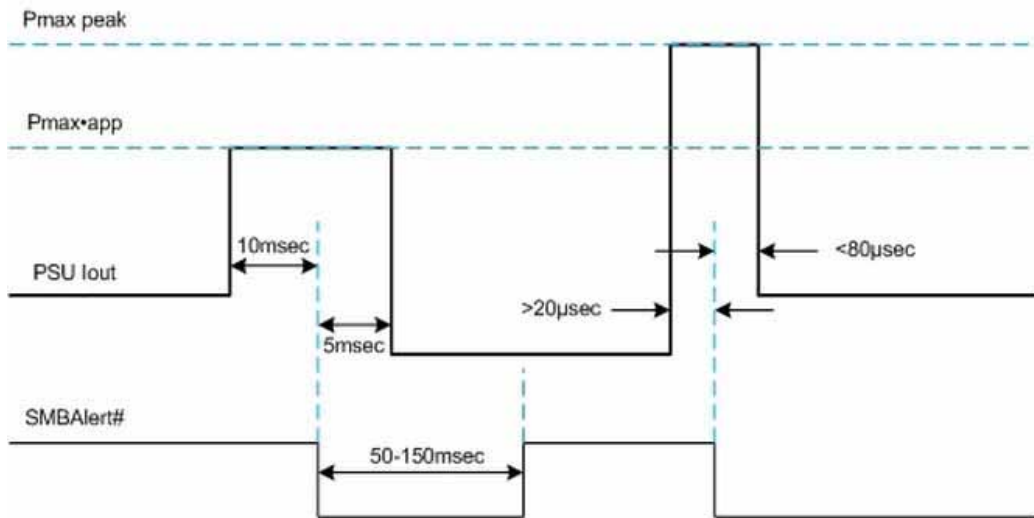 Pmax peak
Pmax•app
10msec
<80µsec
PSU Iout
>20µsec
5msec
SMBAlert#
50-150msec